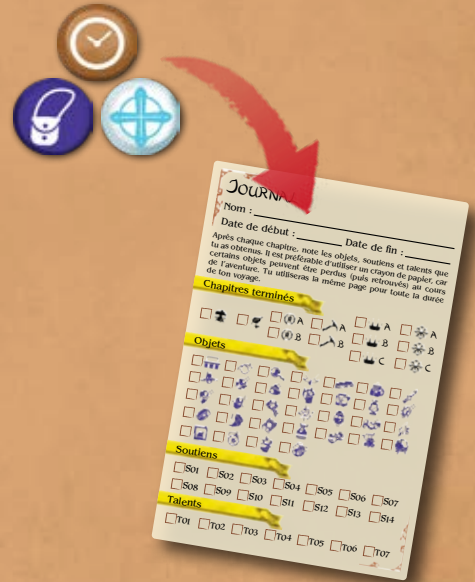 JOURNAL
Nom :
Date de début : Date de fin :
Après chaque chapitre, note les objets, soutiens et talents que
tu as obtenus. Il est préférable d'utiliser un crayon de papier, car
certains objets peuvent être perdus (puis retrouvés) au cours
de l'aventure. Tu utiliseras la même page pour toute la durée
de ton voyage.
Chapitres terminés
A A A A
B B B B
C C
Objets
Soutiens
S01 S02 S03 S04 S05 S06 S07
S08 S09 S10 S11 S12 S13 S14
Talents
T01 T02 T03 T04 T05 T06 T07